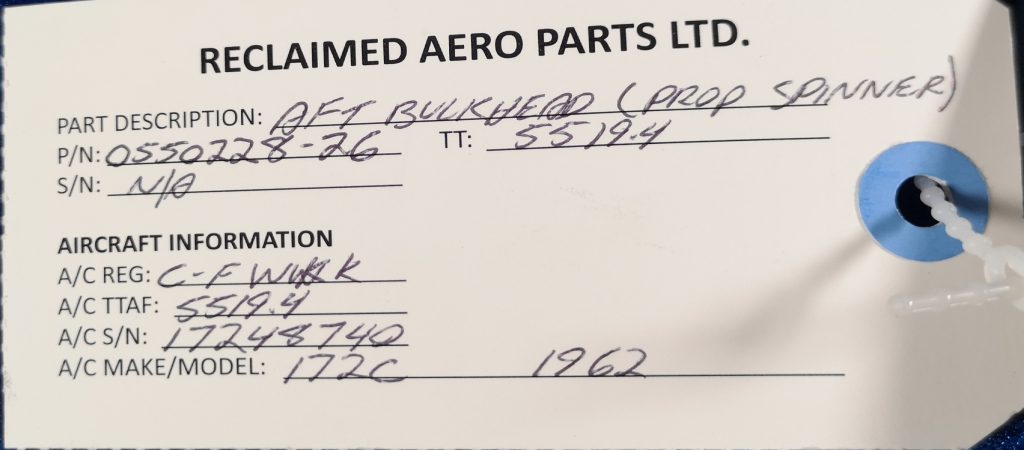 RECLAIMED AERO PARTS LTD.
PART DESCRIPTION: AFT BULKHEAD (PROP SPINNER)
P/N: 0550228-26 TT: 5519.4
S/N: N/A
AIRCRAFT INFORMATION
A/C REG:
A/C TTAF: 5519.4
A/C S/N: 17248740
A/C MAKE/MODEL: 172C 1962